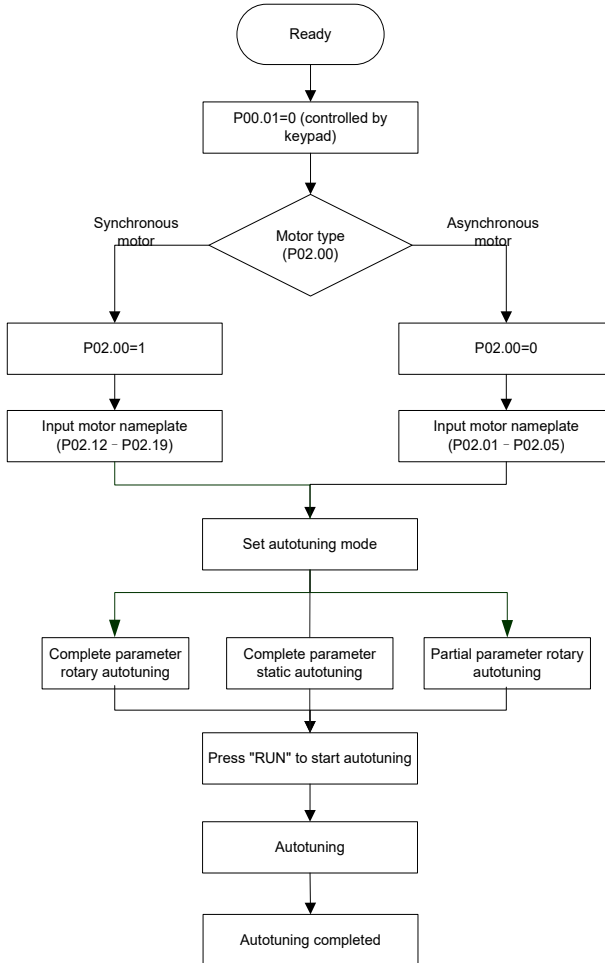 Ready
P00.01=0 (controlled by
keypad)
Synchronous
motor
Motor type
(P02.00)
Asynchronous
motor
P02.00=1
P02.00=0
Input motor nameplate
(P02.12﹣P02.19)
Input motor nameplate
(P02.01﹣P02.05)
Set autotuning mode
Complete parameter
rotary autotuning
Complete parameter
static autotuning
Partial parameter rotary
autotuning
Press "RUN" to start autotuning
Autotuning
Autotuning completed